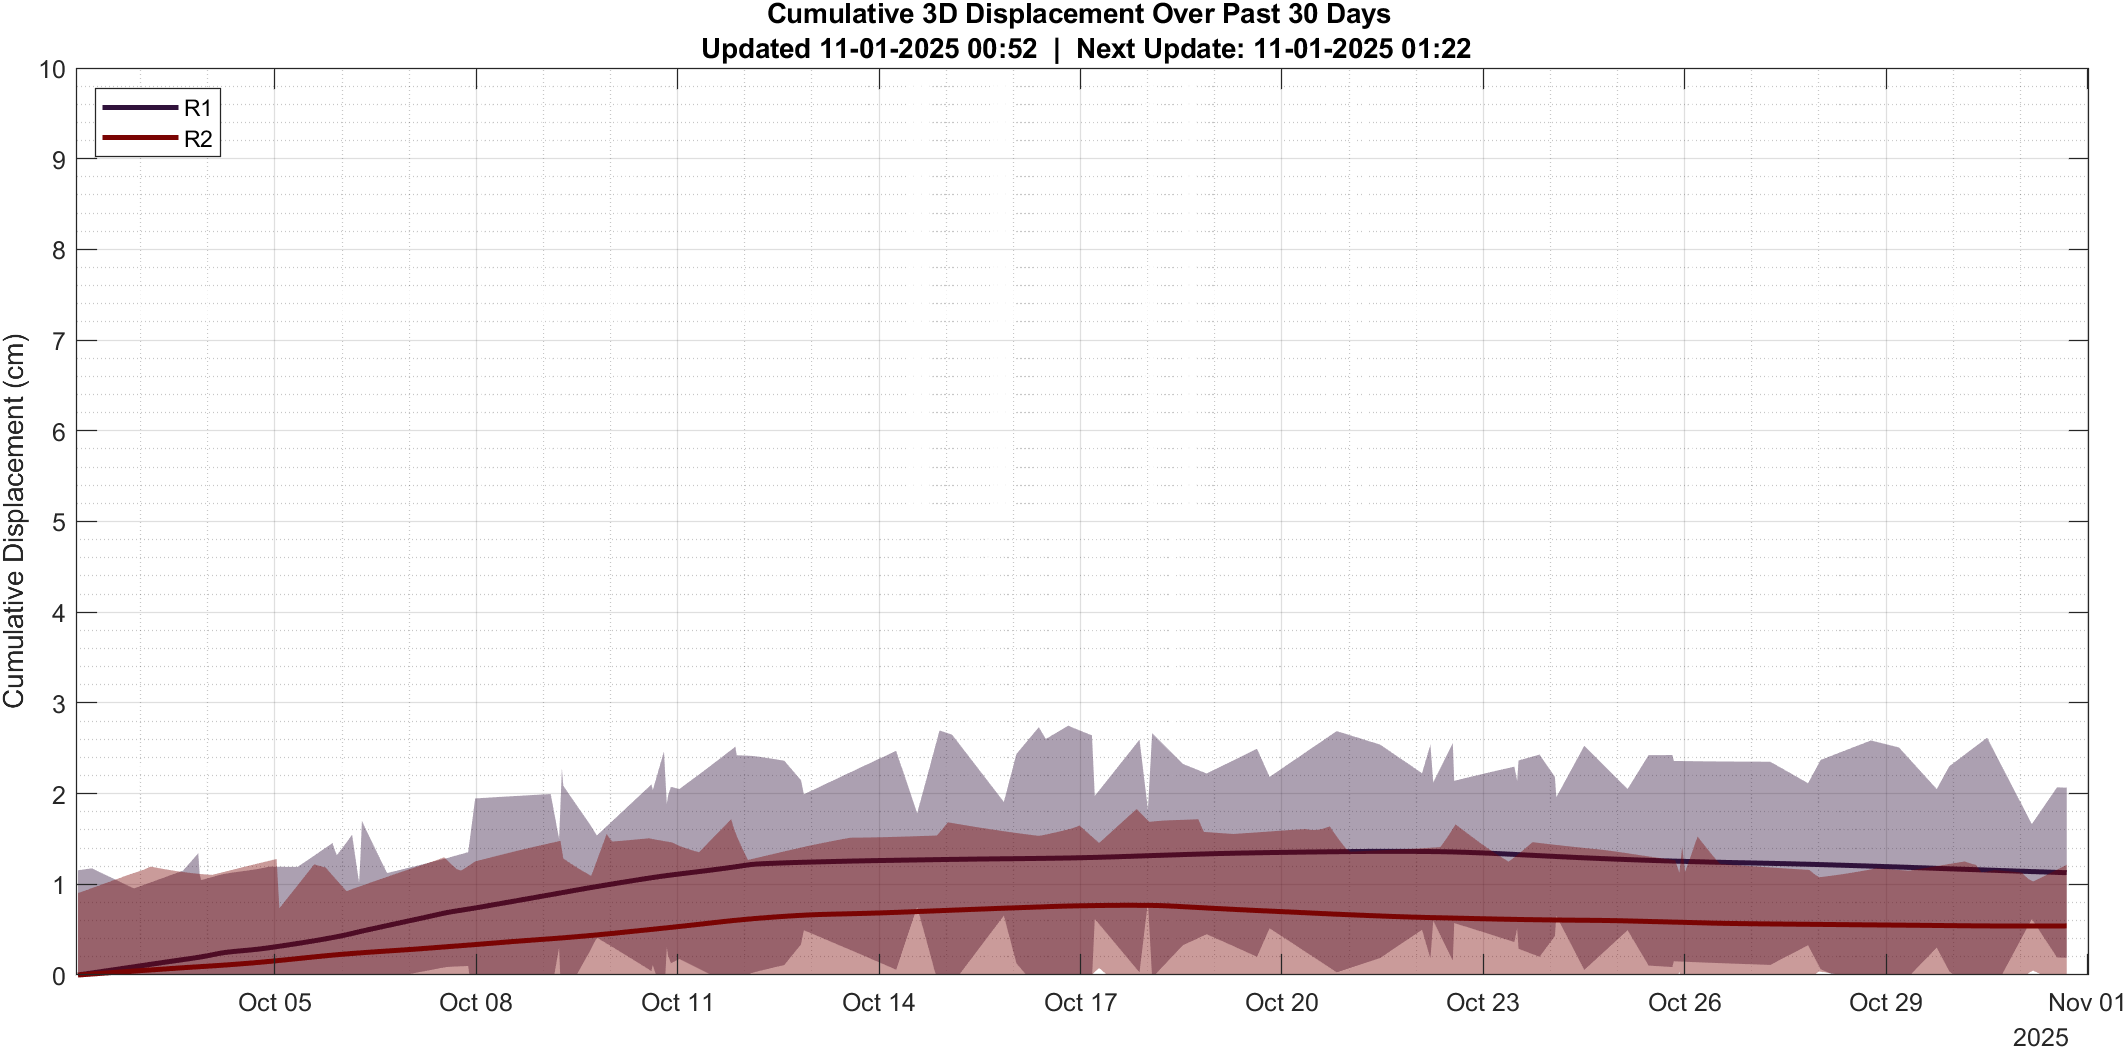 Cumulative 3D Displacement Over Past 30 Days
Updated 11-01-2025 00:52 | Next Update: 11-01-2025 01:22
R1
R2
Cumulative Displacement (cm)
10
9
8
7
6
5
4
3
2
1
0
Oct 05 Oct 08 Oct 11 Oct 14 Oct 17 Oct 20 Oct 23 Oct 26 Oct 29 Nov 01
2025